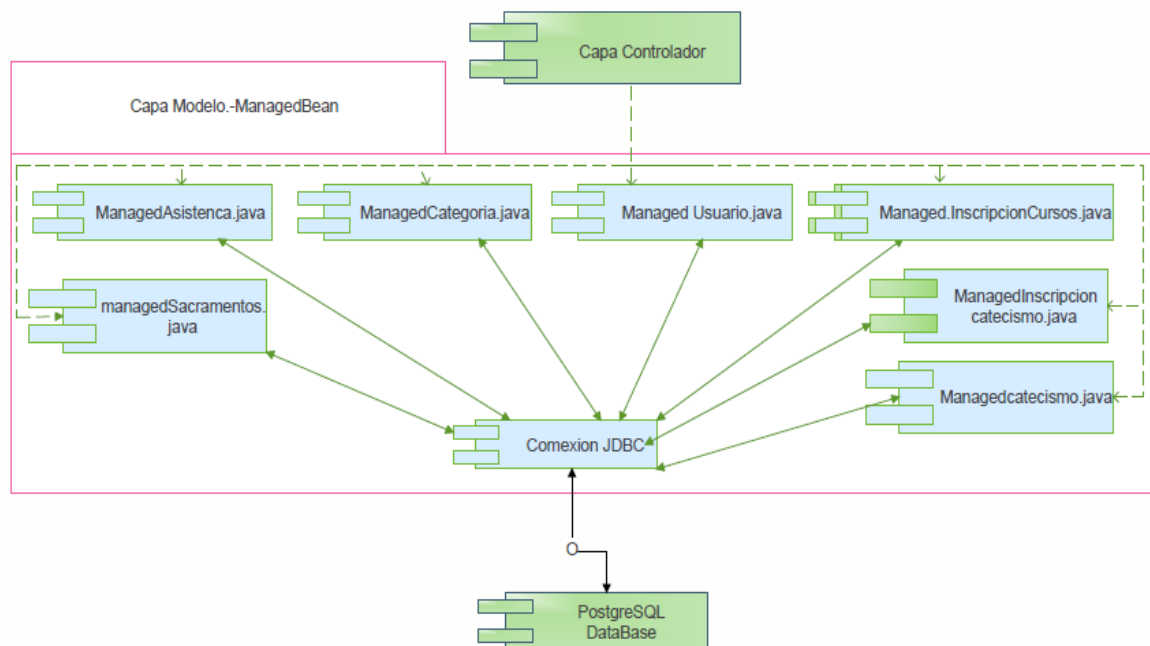 Capa Controlador
Capa Modelo.-ManagedBean
ManagedAsistenca.java
ManagedCategoria.java
Managed Usuario.java
Managed.InscripcionCursos.java
managedSacramentos.
java
ManagedInscripcion
catecismo.java
Managedcatecismo.java
Comexion JDBC
O
PostgreSQL
DataBase